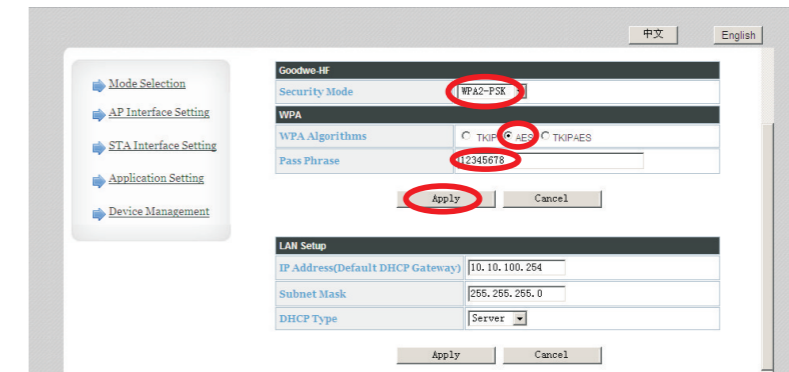 中文 English
Mode Selection
AP Interface Setting
STA Interface Setting
Application Setting
Device Management
Goodwe-HF
Security Mode WPA2-PSK
WPA
WPA Algorithms TKIP AES TKIPAES
Pass Phrase 12345678
Apply Cancel
LAN Setup
IP Address(Default DHCP Gateway) 10.10.100.254
Subnet Mask 255.255.255.0
DHCP Type Server
Apply Cancel